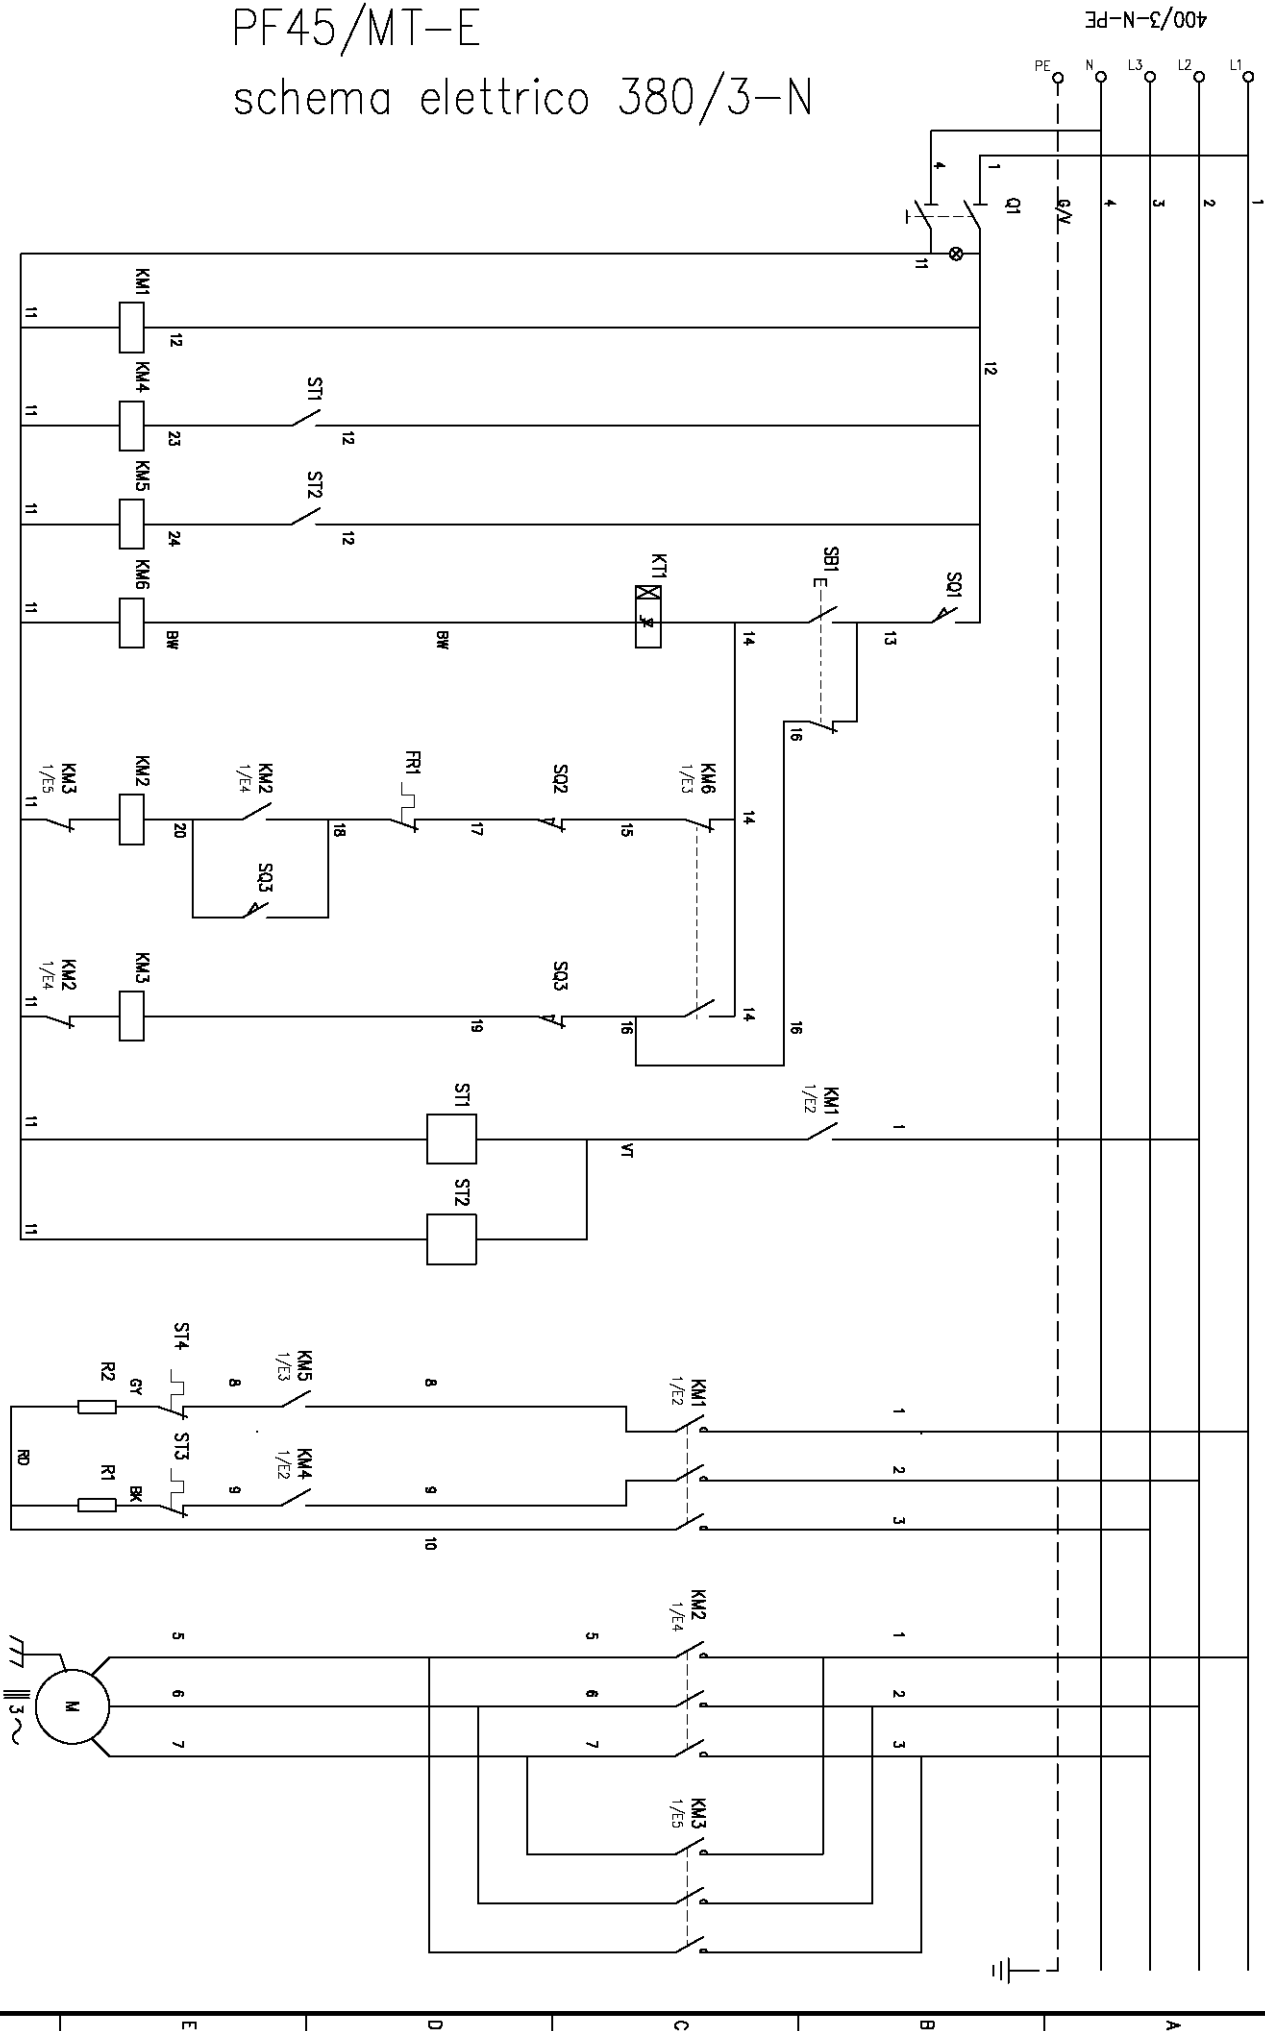 PF45/MT-E
schema elettrico 380/3-N
400/3-N-PE
PE N L3 L2 L1
4 1
Q1 G/V 4 3 2 1
11
KM1
11 12 12
KM4 ST1
11 23 12
KM5 ST2
11 24 12
KM6 KT1 SB1 SQ1
E
11 BW BW 14 13
16
KM3 KM2 KM2 FR1 SQ2 KM6
1/E5 1/E4 1/E3
11 20 18 17 15 14
SQ3
KM2 KM3 SQ3
1/E4
11 19 16 14 16
ST1 KM1
1/E2
11 VT 1
ST2
11
ST4
R2 GY 8 KM5 8 KM1 1
1/E3 1/E2
RD R1 BK ST3 9 KM4 9 2
1/E2
10 3
KM2
1/E4
5 5 1
M 6 6 2
3~ 7 7 3
KM3
1/E5
E D C B A